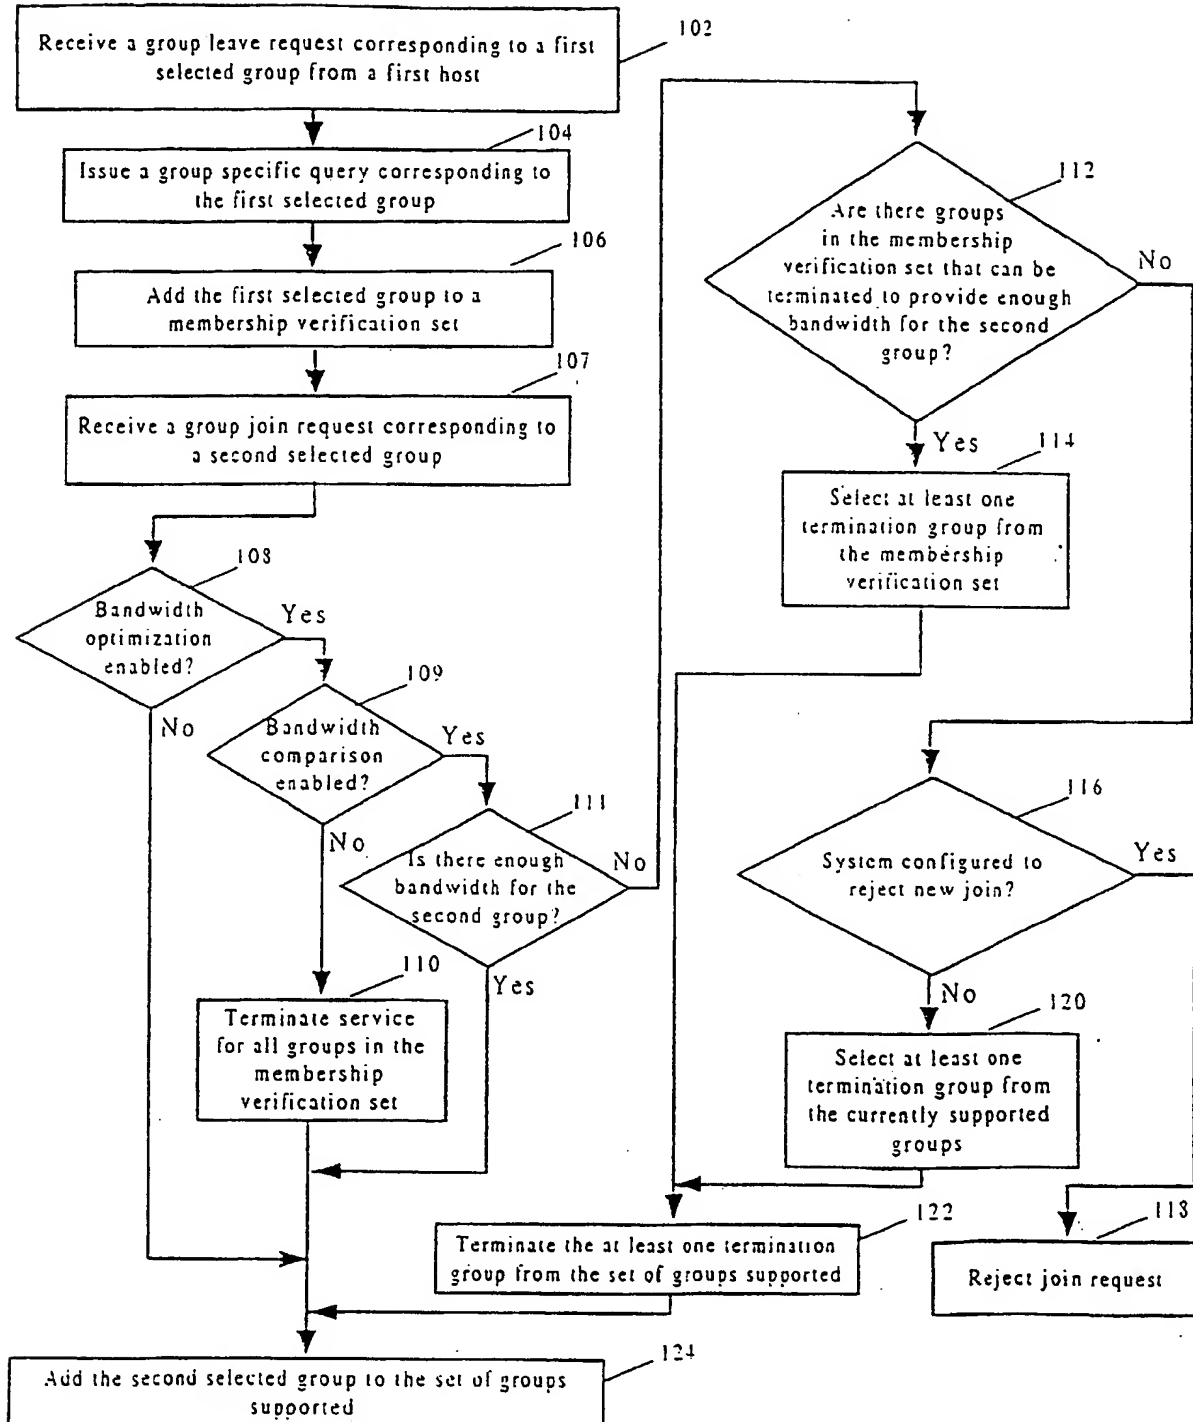 Receive a group leave request corresponding to a first
selected group from a first host
102
104
Issue a group specific query corresponding to
the first selected group
106
Add the first selected group to a
membership verification set
107
Receive a group join request corresponding to
a second selected group
108
Bandwidth
optimization
enabled?
Yes
No
109
Bandwidth
comparison
enabled?
Yes
No
111
Is there enough
bandwidth for the
second group?
No
Yes
110
Terminate service
for all groups in the
membership
verification set
112
Are there groups
in the membership
verification set that can be
terminated to provide enough
bandwidth for the second
group?
No
Yes
114
Select at least one
termination group from
the membership
verification set
116
System configured to
reject new join?
Yes
No
120
Select at least one
termination group from
the currently supported
groups
122
Terminate the at least one termination
group from the set of groups supported
118
Reject join request
124
Add the second selected group to the set of groups
supported